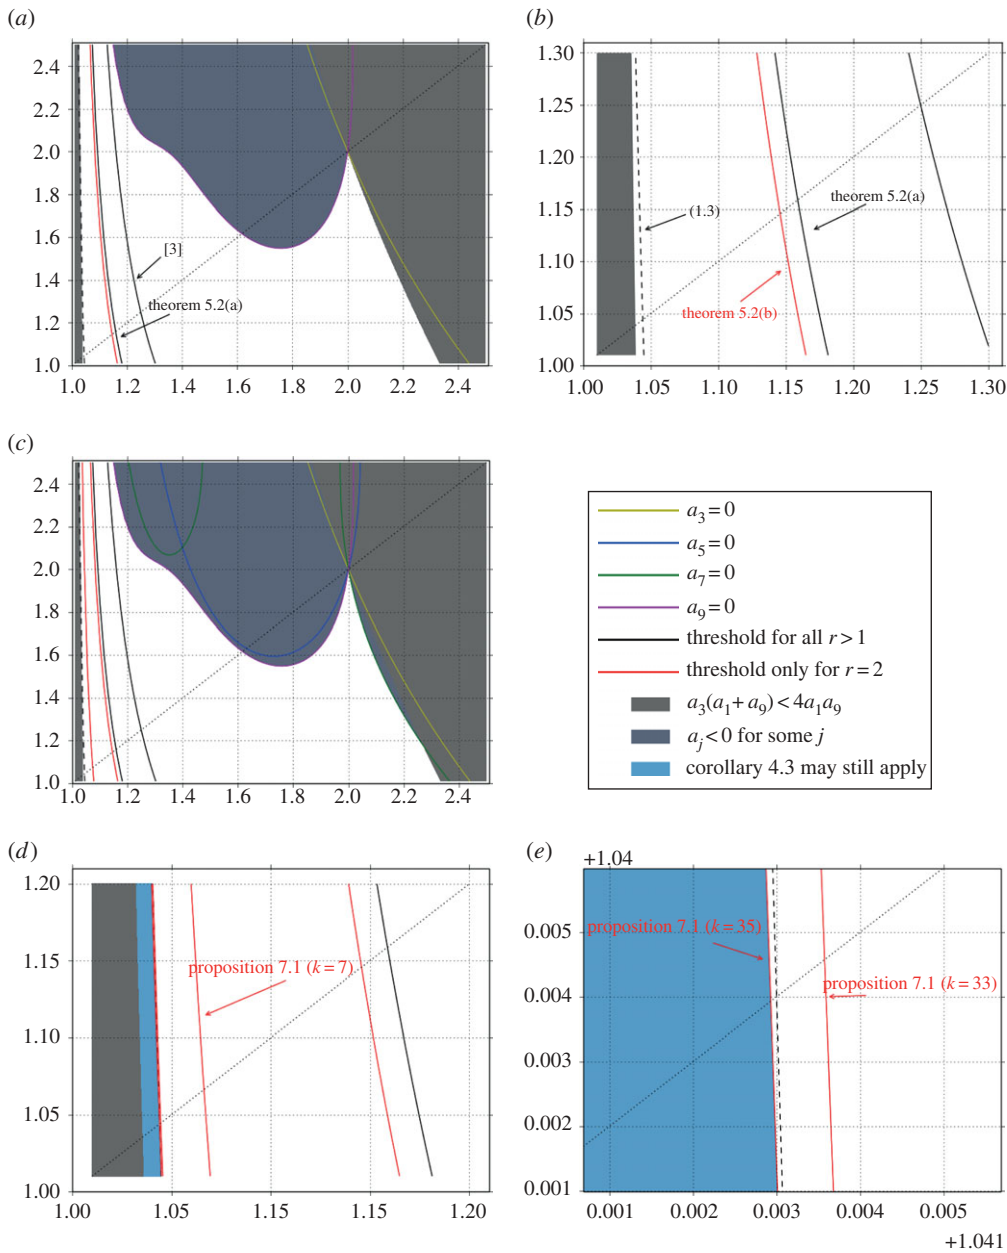 (a)
2.4
2.2
2.0
1.8
1.6
1.4
1.2
1.0
[3]
theorem 5.2(a)
1.0 1.2 1.4 1.6 1.8 2.0 2.2 2.4
(b)
1.30
1.25
1.20
1.15
1.10
1.05
1.00
(1.3)
theorem 5.2(a)
theorem 5.2(b)
1.00 1.05 1.10 1.15 1.20 1.25 1.30
(c)
2.4
2.2
2.0
1.8
1.6
1.4
1.2
1.0
1.0 1.2 1.4 1.6 1.8 2.0 2.2 2.4
a₃ = 0
a₅ = 0
a₇ = 0
a₉ = 0
threshold for all r > 1
threshold only for r = 2
a₃(a₁ + a₉) < 4a₁a₉
aⱼ < 0 for some j
corollary 4.3 may still apply
(d)
1.20
1.15
1.10
1.05
1.00
proposition 7.1 (k = 7)
1.00 1.05 1.15 1.15 1.20
(e)
+1.04
0.005
0.004
0.003
0.002
0.001
proposition 7.1 (k = 35)
proposition 7.1 (k = 33)
0.001 0.002 0.003 0.004 0.005
+1.041